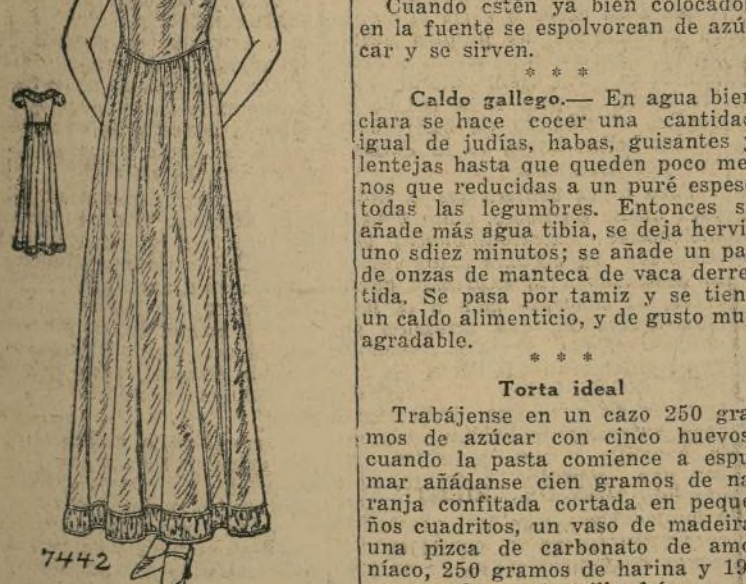 Cuando estén ya bien colocado
en la fuente se espolvorean de azú
car y se sirven.
* * *
Caldo gallego.— En agua bien
clara se hace cocer una cantidad
igual de judías, habas, guisantes y
lentejas hasta que queden poco me
nos que reducidas a un puré espes
todas las legumbres. Entonces s
añade más agua tibia, se deja hervi
uno sdiez minutos; se añade un pa
de onzas de manteca de vaca derre
tida. Se pasa por tamiz y se tien
un caldo alimenticio, y de gusto mu
agradable.
* * *
Torta ideal
Trabájense en un cazo 250 gra
mos de azúcar con cinco huevos
cuando la pasta comience a espu
mar añádanse cien gramos de na
ranja confitada cortada en peque
ños cuadritos, un vaso de madeira
una pizca de carbonato de amo
níaco, 250 gramos de harina y 19
7442